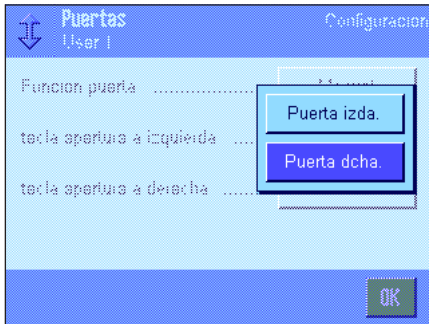 Puertas
Configuracion
User 1
Funcion puerta ..................
Puerta izda.
tecla apertura a izquierda ....
Puerta dcha.
tecla apertura a derecha ......
OK